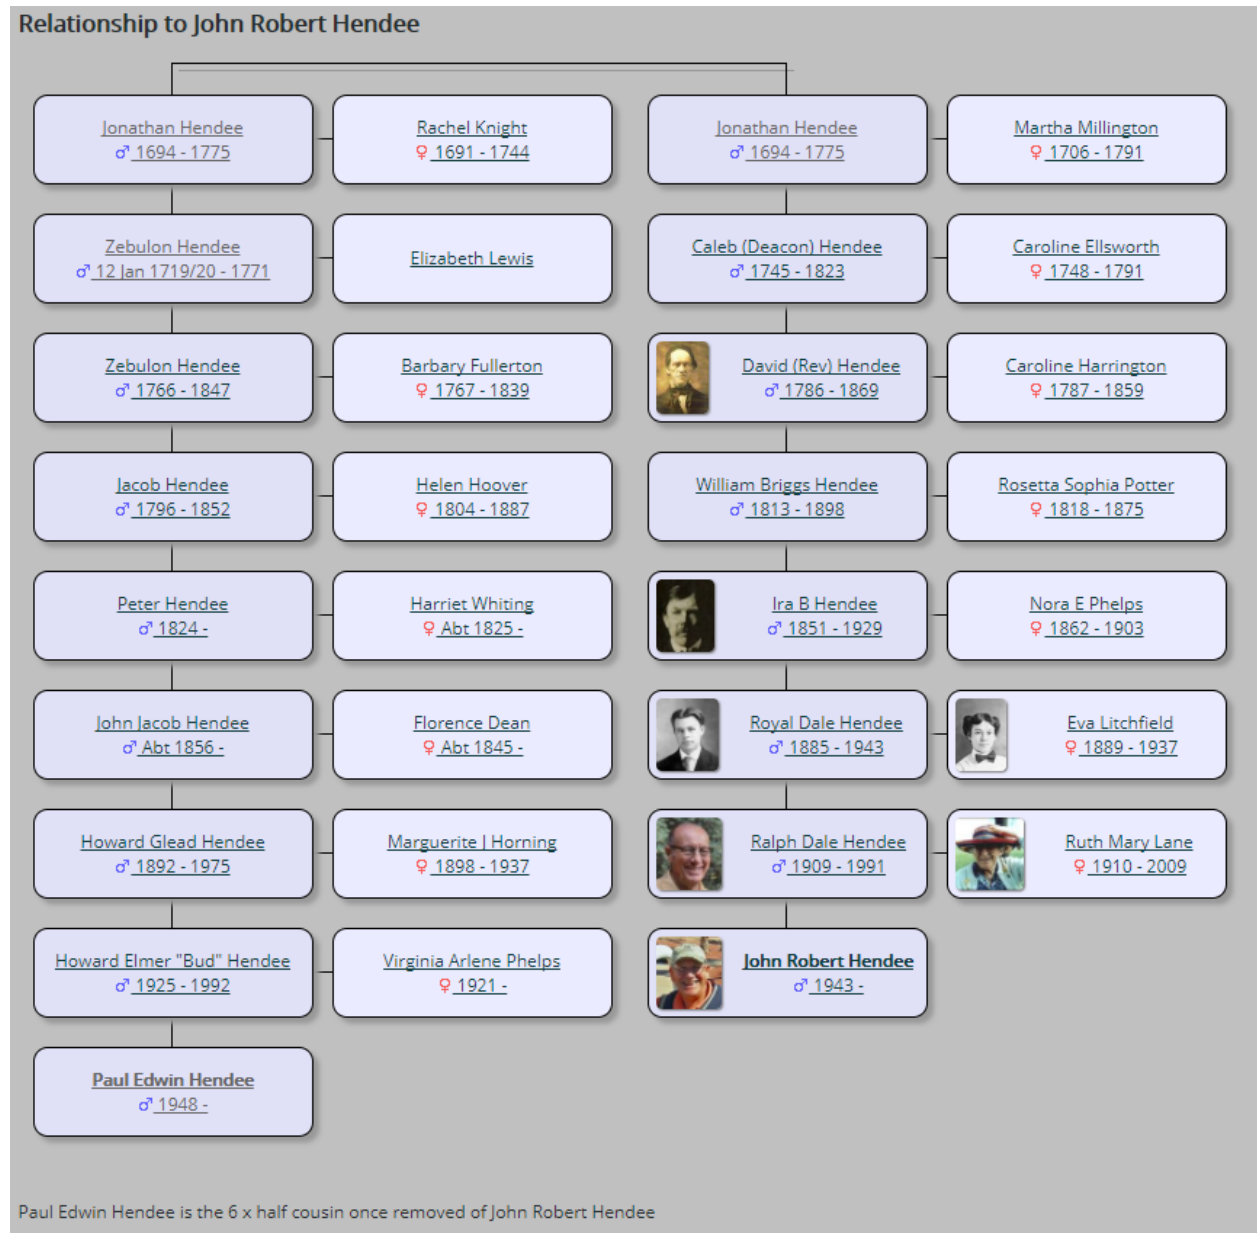 Relationship to John Robert Hendee
Jonathan Hendee
♂ 1694 - 1775
Rachel Knight
♀ 1691 - 1744
Jonathan Hendee
♂ 1694 - 1775
Martha Millington
♀ 1706 - 1791
Zebulon Hendee
♂ 12 Jan 1719/20 - 1771
Elizabeth Lewis
Caleb (Deacon) Hendee
♂ 1745 - 1823
Caroline Ellsworth
♀ 1748 - 1791
Zebulon Hendee
♂ 1766 - 1847
Barbary Fullerton
♀ 1767 - 1839
David (Rev) Hendee
♂ 1786 - 1869
Caroline Harrington
♀ 1787 - 1859
Jacob Hendee
♂ 1796 - 1852
Helen Hoover
♀ 1804 - 1887
William Briggs Hendee
♂ 1813 - 1898
Rosetta Sophia Potter
♀ 1818 - 1875
Peter Hendee
♂ 1824 -
Harriet Whiting
♀ Abt 1825 -
Ira B Hendee
♂ 1851 - 1929
Nora E Phelps
♀ 1862 - 1903
John Jacob Hendee
♂ Abt 1856 -
Florence Dean
♀ Abt 1845 -
Royal Dale Hendee
♂ 1885 - 1943
Eva Litchfield
♀ 1889 - 1937
Howard Glead Hendee
♂ 1892 - 1975
Marguerite J Horning
♀ 1898 - 1937
Ralph Dale Hendee
♂ 1909 - 1991
Ruth Mary Lane
♀ 1910 - 2009
Howard Elmer "Bud" Hendee
♂ 1925 - 1992
Virginia Arlene Phelps
♀ 1921 -
John Robert Hendee
♂ 1943 -
Paul Edwin Hendee
♂ 1948 -
Paul Edwin Hendee is the 6 x half cousin once removed of John Robert Hendee